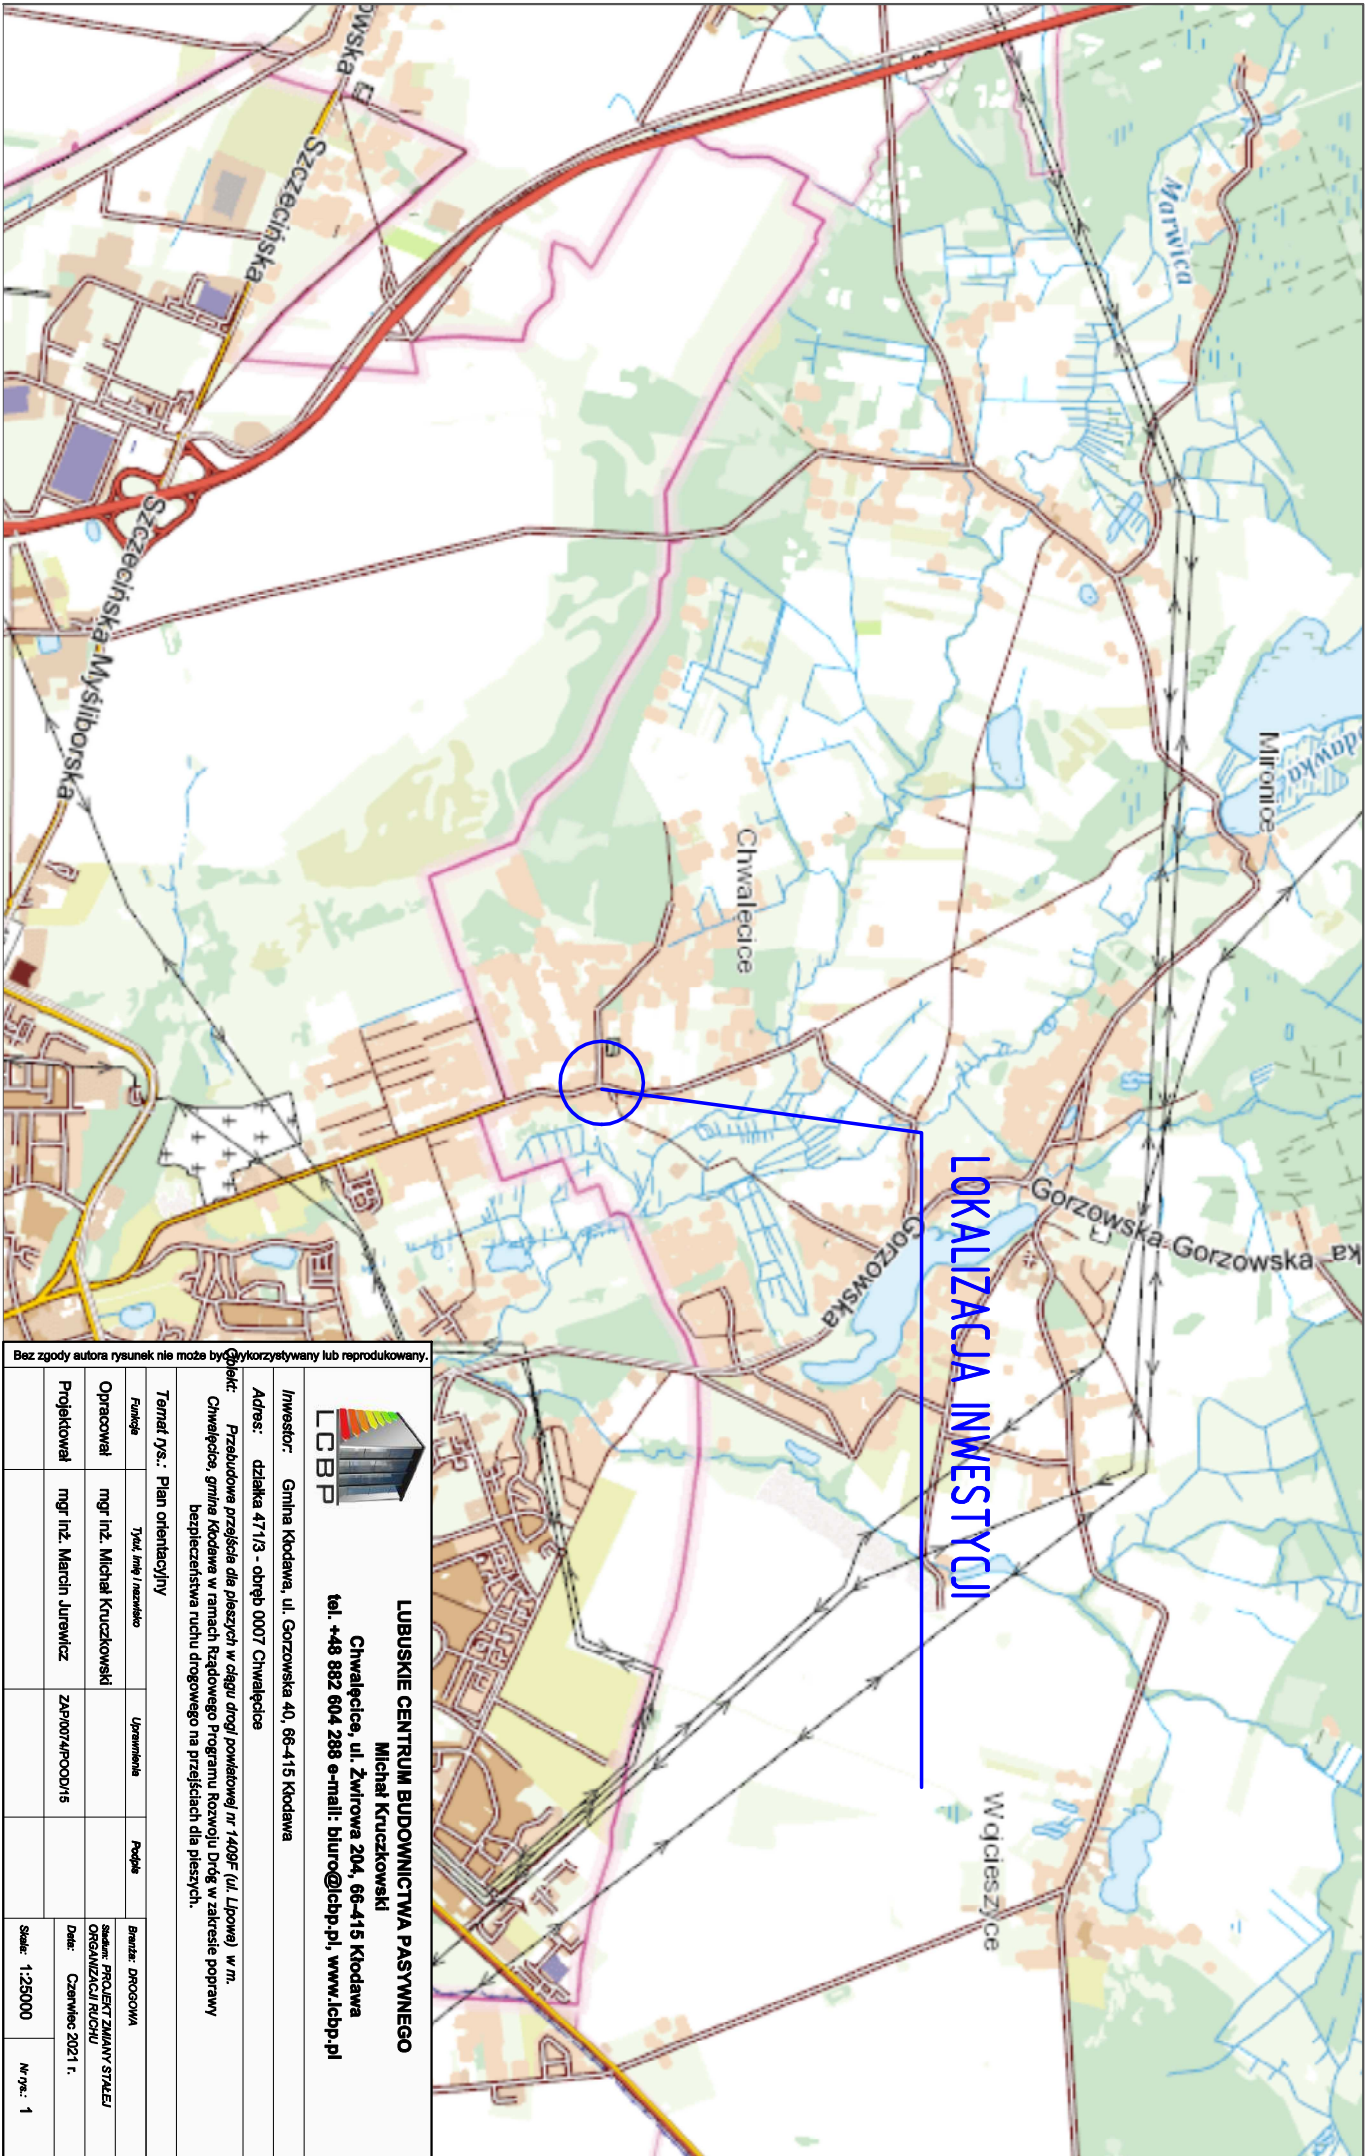 Marwica
Mironice
Szczecińska
Szczecińska
Myśliborska
Chwalęcice
Gorzowska
Gorzowska
Gorzowska
Wojcieszyce
LOKALIZACJA INWESTYCJI
Bez zgody autora rysunek nie może być wykorzystywany lub reprodukowany.
LCBP
LUBUSKIE CENTRUM BUDOWNICTWA PASYWNEGO
Michał Kruczkowski
Chwalęcice, ul. Żwirowa 204, 66-415 Kłodawa
tel. +48 882 604 288 e-mail: biuro@lcbp.pl, www.lcbp.pl
Inwestor: Gmina Kłodawa, ul. Gorzowska 40, 66-415 Kłodawa
Adres: działka 471/3 - obręb 0007 Chwalęcice
Obiekt: Przebudowa przejścia dla pieszych w ciągu drogi powiatowej nr 1409F (ul. Lipowa) w m.
Chwalęcice, gmina Kłodawa w ramach Rządowego Programu Rozwoju Dróg w zakresie poprawy
bezpieczeństwa ruchu drogowego na przejściach dla pieszych.
Temat rys.: Plan orientacyjny
Funkcja Tytuł, imię i nazwisko Uprawnienia Podpis Branża: DROGOWA
Opracował mgr inż. Michał Kruczkowski Stadium: PROJEKT ZMIANY STAŁEJ
ORGANIZACJI RUCHU
Projektował mgr inż. Marcin Jurewicz ZAP/0074/POOD/15 Data: Czerwiec 2021 r.
Skala: 1:25000 Nr rys.: 1